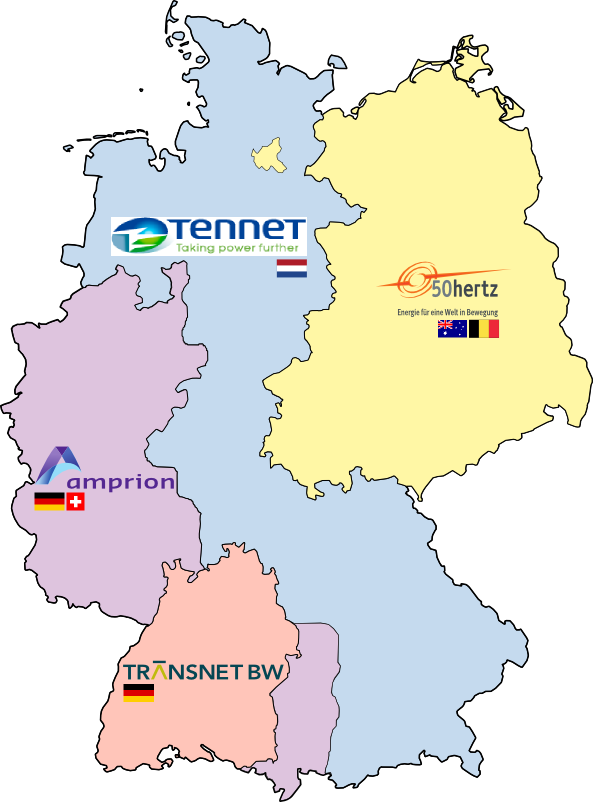 TENNET
Taking power further
50hertz
Energie für eine Welt in Bewegung
amprion
TRANSNET BW